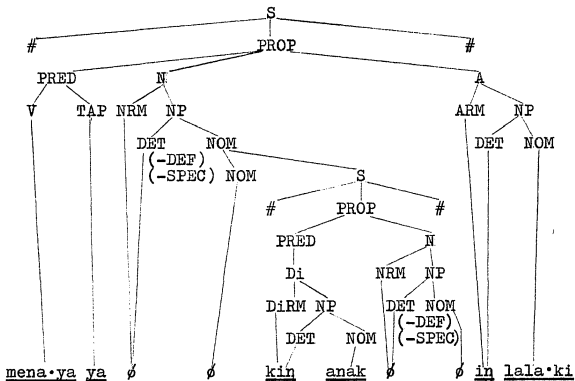 S
# PROP #
PRED N A
V TAP NRM NP ARM NP
DET NOM DET NOM
(-DEF)
(-SPEC) NOM S
# PROP #
PRED N
Di NRM NP
DiRM NP DET NOM
(-DEF)
DET NOM (-SPEC)
mena·ya ya ∅ ∅ kin anak ∅ ∅ in lala·ki